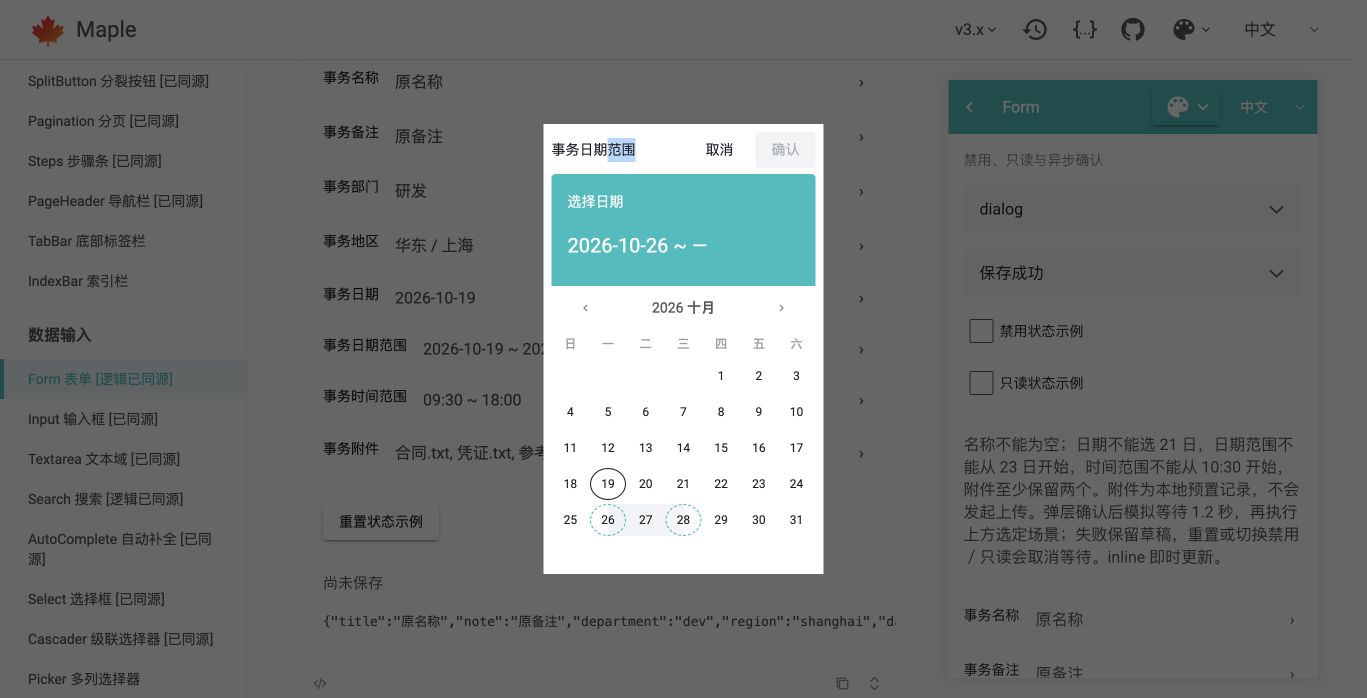 Maple
v3.x
{...}
中文
SplitButton 分裂按钮 [已同源]
Pagination 分页 [已同源]
Steps 步骤条 [已同源]
PageHeader 导航栏 [已同源]
TabBar 底部标签栏
IndexBar 索引栏
数据输入
Form 表单 [逻辑已同源]
Input 输入框 [已同源]
Textarea 文本域 [已同源]
Search 搜索 [逻辑已同源]
AutoComplete 自动补全 [已同
源]
Select 选择框 [已同源]
Cascader 级联选择器 [已同源]
Picker 多列选择器
事务名称 原名称
事务备注 原备注
事务部门 研发
事务地区 华东 / 上海
事务日期 2026-10-19
事务日期范围 2026-10-19 ~ 202
事务时间范围 09:30 ~ 18:00
事务附件 合同.txt, 凭证.txt, 参考
重置状态示例
尚未保存
{"title":"原名称","note":"原备注","department":"dev","region":"shanghai","da
事务日期范围 取消 确认
选择日期
2026-10-26 ~ —
2026 十月
日 一 二 三 四 五 六
1 2 3
4 5 6 7 8 9 10
11 12 13 14 15 16 17
18 19 20 21 22 23 24
25 26 27 28 29 30 31
Form
中文
禁用、只读与异步确认
dialog
保存成功
禁用状态示例
只读状态示例
名称不能为空；日期不能选 21 日，日期范围不
能从 23 日开始，时间范围不能从 10:30 开始，
附件至少保留两个。附件为本地预置记录，不会
发起上传。弹层确认后模拟等待 1.2 秒，再执行
上方选定场景；失败保留草稿，重置或切换禁用
/ 只读会取消等待。inline 即时更新。
事务名称 原名称
事务备注 原备注